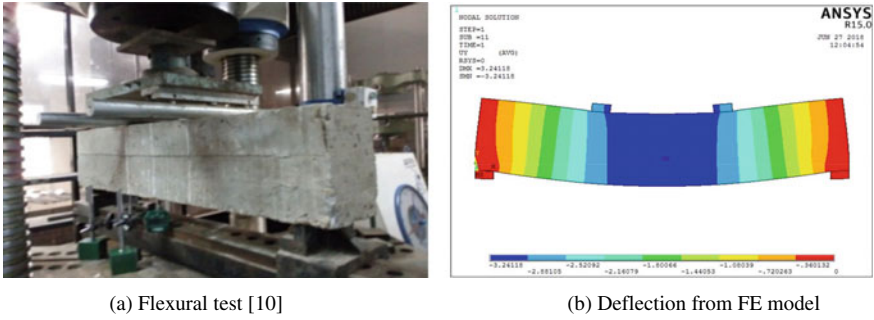 1
NODAL SOLUTION
STEP=1
SUB =11
TIME=1
UY (AVG)
RSYS=0
DMX =3.24118
SMN =-3.24118
ANSYS
R15.0
JUN 27 2018
12:04:54
-3.24118
-2.88105
-2.52092
-2.16079
-1.80066
-1.44053
-1.08039
-.720263
-.360132
0
(a) Flexural test [10]
(b) Deflection from FE model